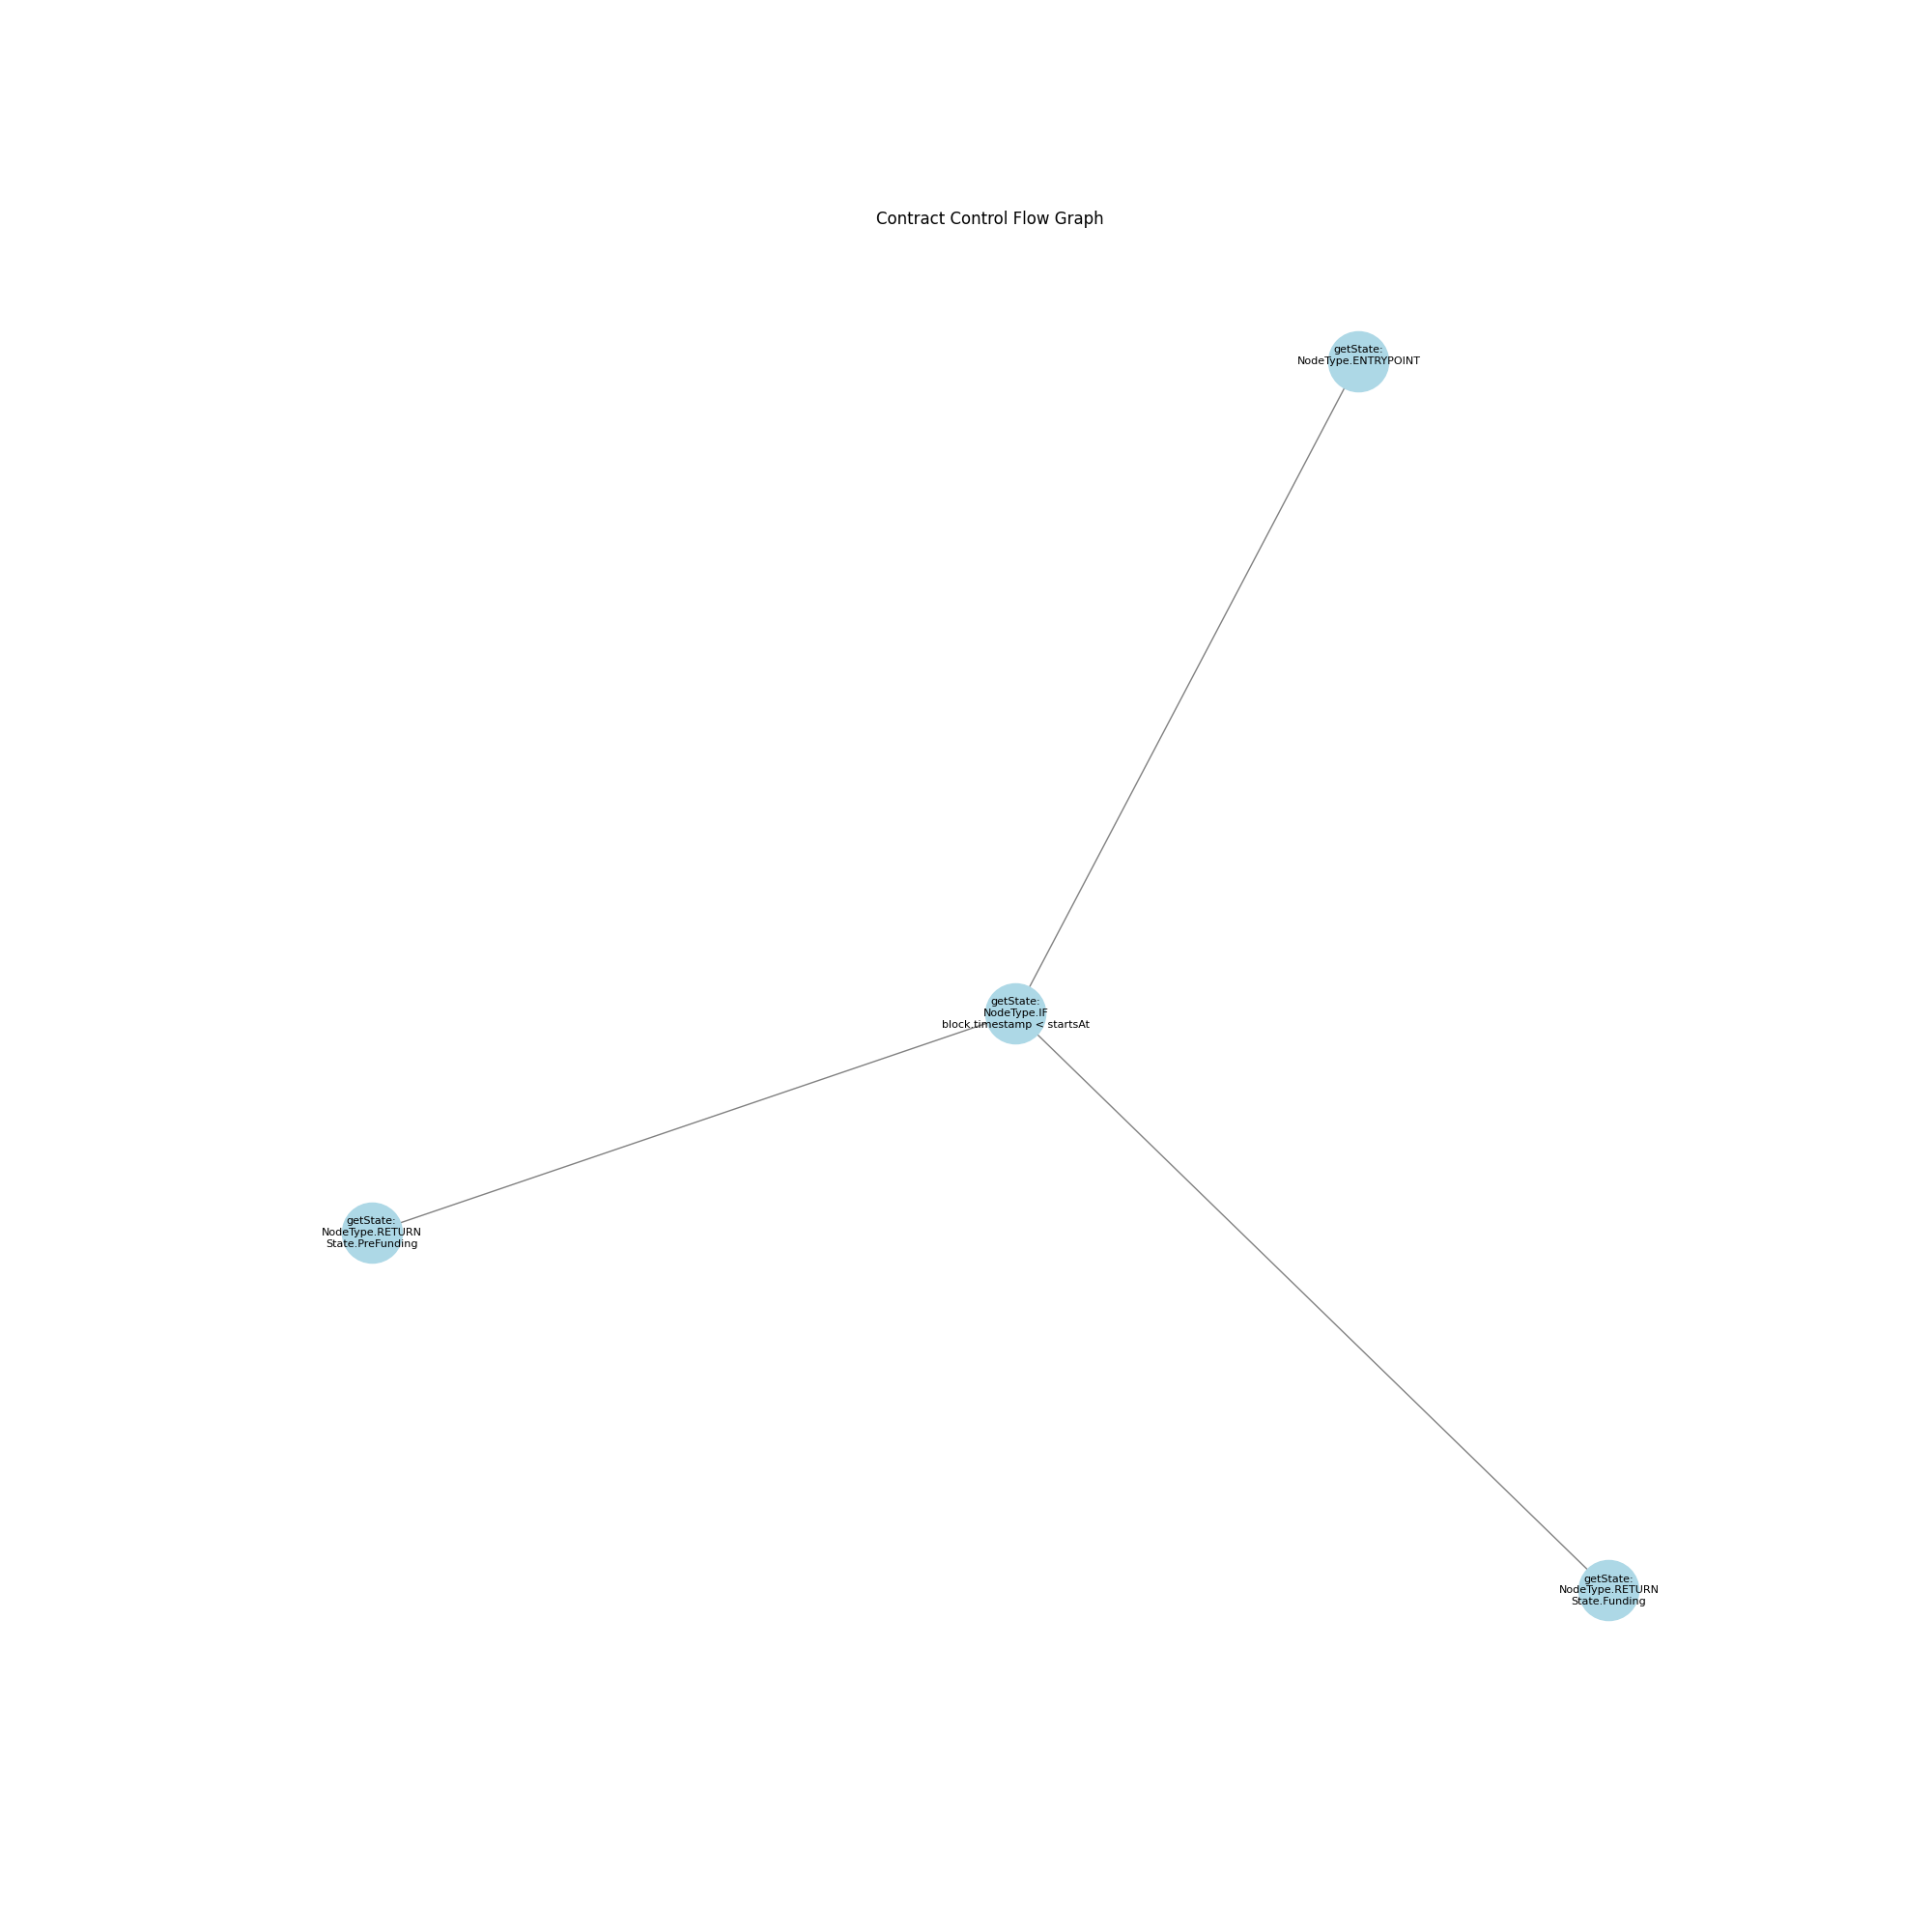 Contract Control Flow Graph
getState:
NodeType.ENTRYPOINT
getState:
NodeType.IF
block.timestamp < startsAt
getState:
NodeType.RETURN
State.PreFunding
getState:
NodeType.RETURN
State.Funding